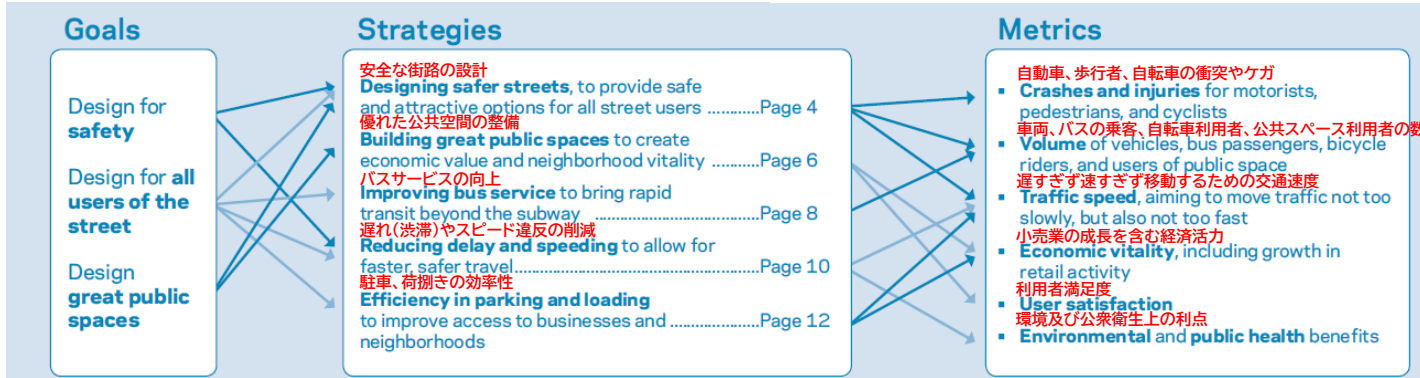 Goals
Design for
safety
Design for all
users of the
street
Design
great public
spaces
Strategies
安全な街路の設計
Designing safer streets, to provide safe
and attractive options for all street users ............Page 4
優れた公共空間の整備
Building great public spaces to create
economic value and neighborhood vitality ............Page 6
バスサービスの向上
Improving bus service to bring rapid
transit beyond the subway ..........................................Page 8
遅れ(渋滞)やスピード違反の削減
Reducing delay and speeding to allow for
faster, safer travel..............................................................Page 10
駐車、荷捌きの効率性
Efficiency in parking and loading
to improve access to businesses and .......................Page 12
neighborhoods
Metrics
自動車、歩行者、自転車の衝突やケガ
▪ Crashes and injuries for motorists,
pedestrians, and cyclists
車両、バスの乗客、自転車利用者、公共スペース利用者の数
▪ Volume of vehicles, bus passengers, bicycle
riders, and users of public space
遅すぎず速すぎず移動するための交通速度
▪ Traffic speed, aiming to move traffic not too
slowly, but also not too fast
小売業の成長を含む経済活力
▪ Economic vitality, including growth in
retail activity
利用者満足度
▪ User satisfaction
環境及び公衆衛生上の利点
▪ Environmental and public health benefits